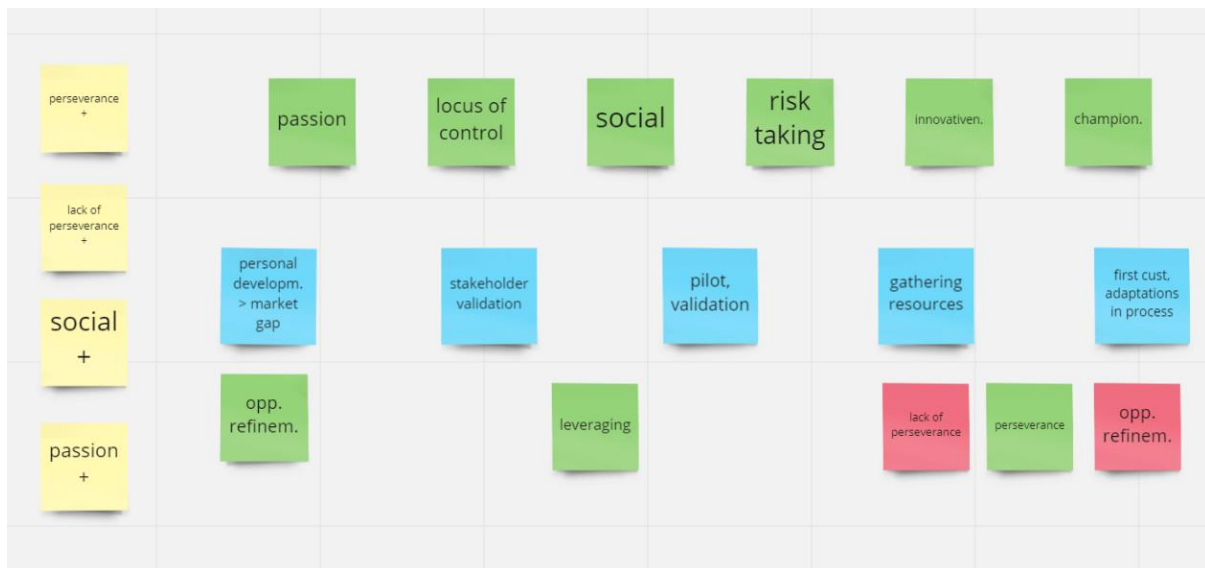 perseverance
+
passion
locus of
control
social
risk
taking
innovativen.
champion.
lack of
perseverance
+
personal
developm.
> market
gap
stakeholder
validation
pilot,
validation
gathering
resources
first cust,
adaptations
in process
social
+
opp.
refinem.
leveraging
lack of
perseverance
perseverance
opp.
refinem.
passion
+